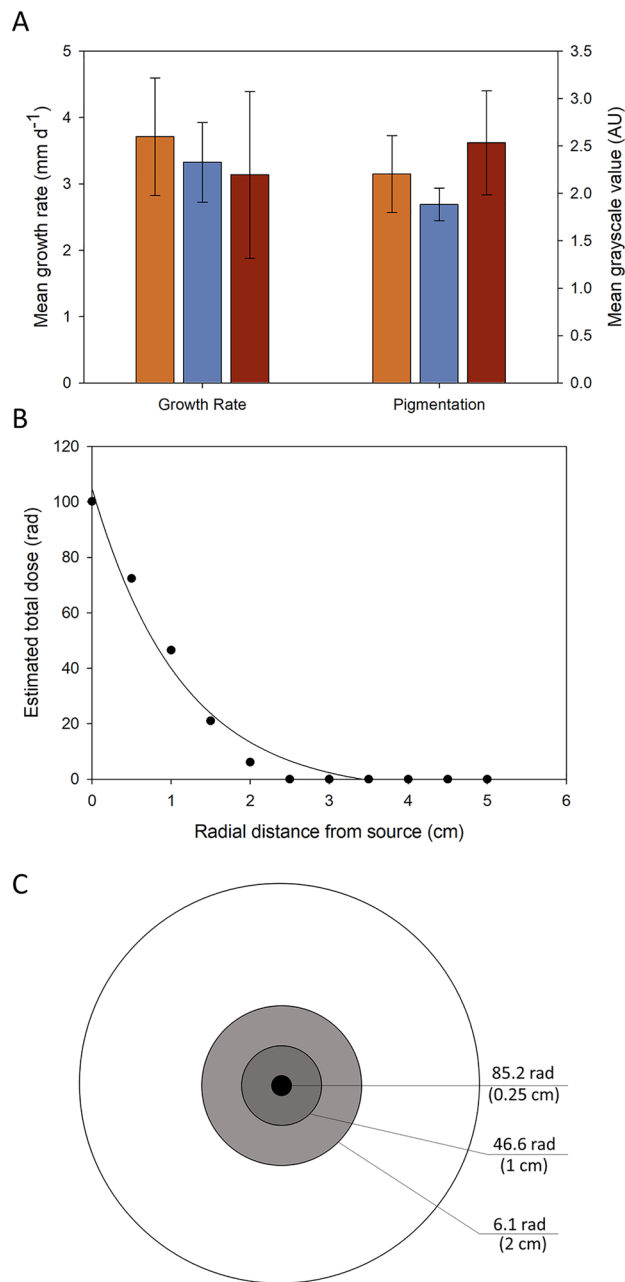 A
Mean growth rate (mm d⁻¹)
5
4
3
2
1
0
3.5
3.0
2.5
2.0
1.5
1.0
0.5
0.0
Mean grayscale value (AU)
Growth Rate
Pigmentation
B
Estimated total dose (rad)
120
100
80
60
40
20
0
0 1 2 3 4 5 6
Radial distance from source (cm)
C
85.2 rad
(0.25 cm)
46.6 rad
(1 cm)
6.1 rad
(2 cm)